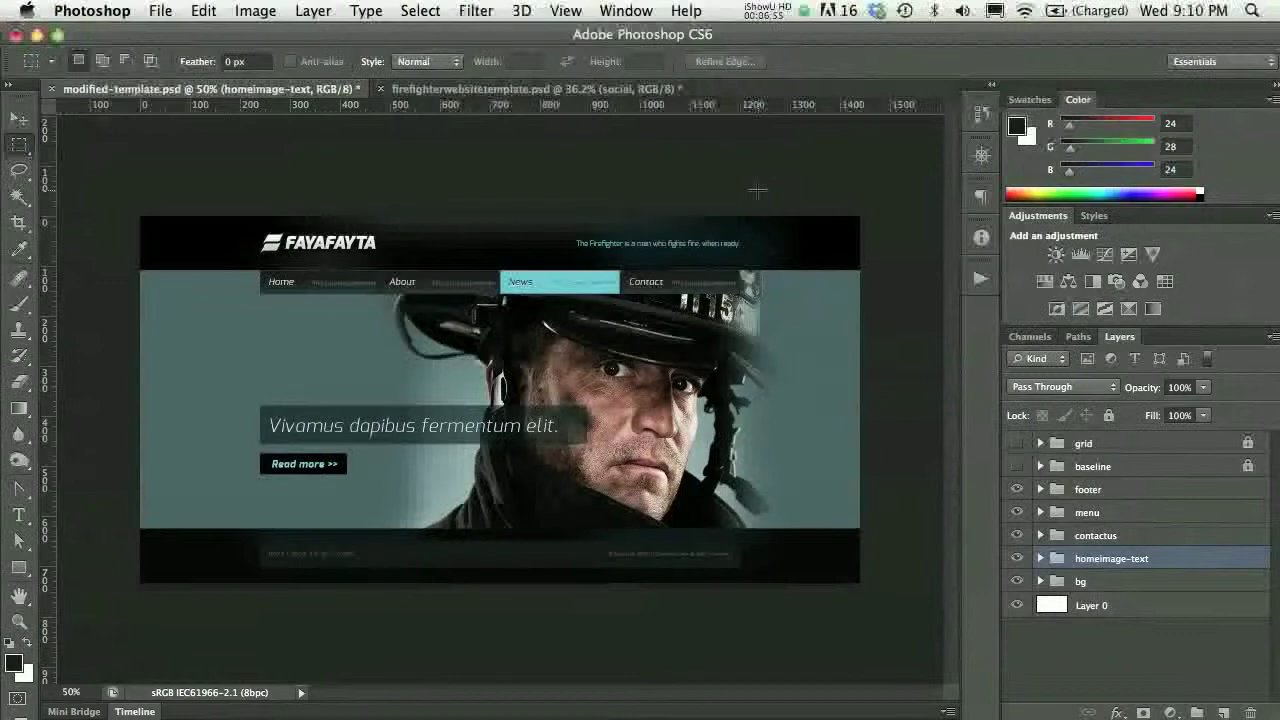 Photoshop File Edit Image Layer Type Select Filter 3D View Window Help iShowU HD 00:06:55 16 (Charged) Wed 9:10 PM
Adobe Photoshop CS6
Feather: 0 px Anti-alias Style: Normal Width: Height: Refine Edge... Essentials
modified-template.psd @ 50% (homeimage-text, RGB/8) * firefighterwebsitetemplate.psd @ 36.2% (social, RGB/8) *
100 0 100 200 300 400 500 600 700 800 900 1000 1100 1200 1300 1400 1500
Swatches Color
R 24
G 28
B 24
Adjustments Styles
Add an adjustment
FAYAFAYTA
The Firefighter is a man who fights fire, when ready.
Home About News Contact
Vivamus dapibus fermentum elit.
Read more >>
Channels Paths Layers
Kind
Pass Through Opacity: 100%
Lock: Fill: 100%
grid
baseline
footer
menu
contactus
homeimage-text
bg
Layer 0
50% sRGB IEC61966-2.1 (8bpc)
Mini Bridge Timeline